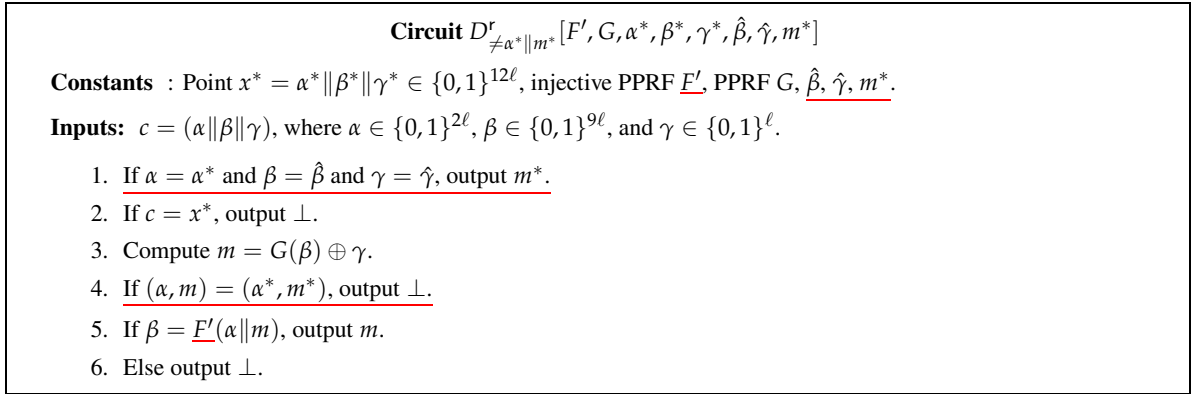 Circuit D^r_{≠α*∥m*}[F′, G, α*, β*, γ*, β̂, γ̂, m*]
Constants : Point x* = α*∥β*∥γ* ∈ {0, 1}^{12ℓ}, injective PPRF F′, PPRF G, β̂, γ̂, m*.
Inputs: c = (α∥β∥γ), where α ∈ {0, 1}^{2ℓ}, β ∈ {0, 1}^{9ℓ}, and γ ∈ {0, 1}^ℓ.
1. If α = α* and β = β̂ and γ = γ̂, output m*.
2. If c = x*, output ⊥.
3. Compute m = G(β) ⊕ γ.
4. If (α, m) = (α*, m*), output ⊥.
5. If β = F′(α∥m), output m.
6. Else output ⊥.